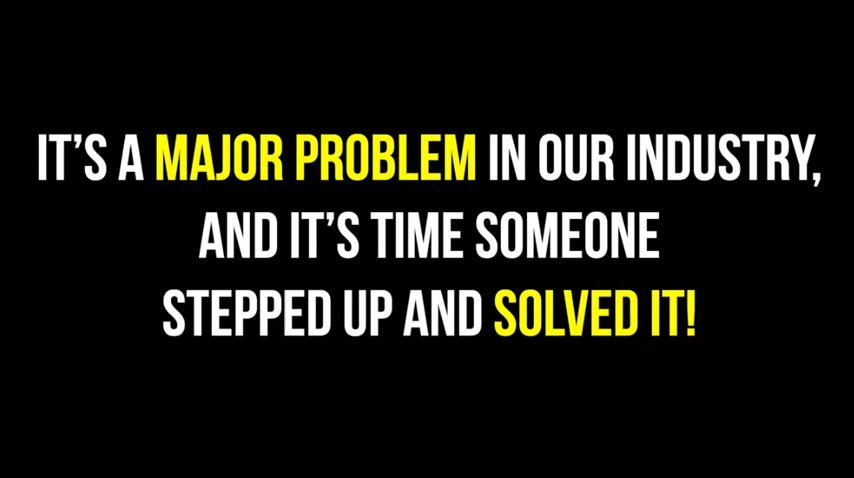 IT’S A MAJOR PROBLEM IN OUR INDUSTRY,
AND IT’S TIME SOMEONE
STEPPED UP AND SOLVED IT!